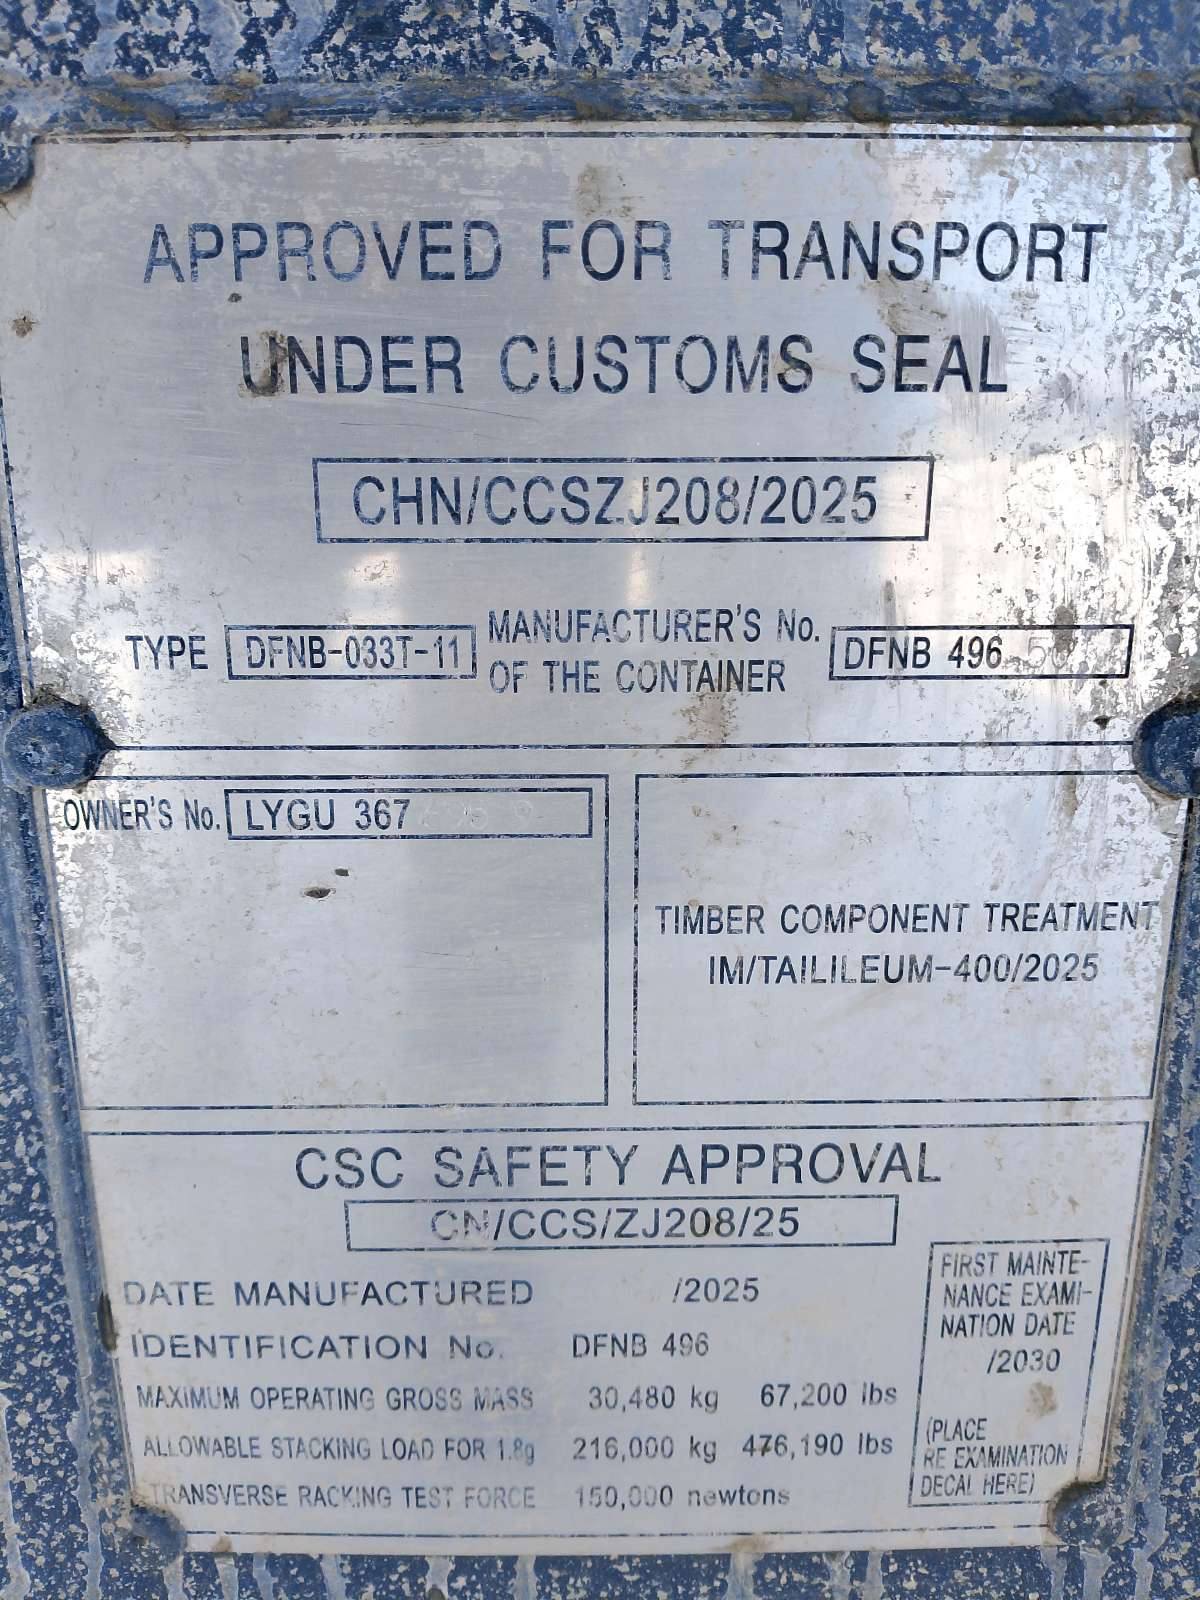 APPROVED FOR TRANSPORT
UNDER CUSTOMS SEAL
CHN/CCSZJ208/2025
TYPE DFNB-033T-11 MANUFACTURER'S No. OF THE CONTAINER DFNB 496
OWNER'S No. LYGU 367
TIMBER COMPONENT TREATMENT
IM/TAILILEUM-400/2025
CSC SAFETY APPROVAL
CN/CCS/ZJ208/25
DATE MANUFACTURED /2025
IDENTIFICATION No. DFNB 496
MAXIMUM OPERATING GROSS MASS 30,480 kg 67,200 lbs
ALLOWABLE STACKING LOAD FOR 1.8g 216,000 kg 476,190 lbs
TRANSVERSE RACKING TEST FORCE 150,000 newtons
FIRST MAINTE-
NANCE EXAMI-
NATION DATE
/2030
(PLACE
RE EXAMINATION
DECAL HERE)